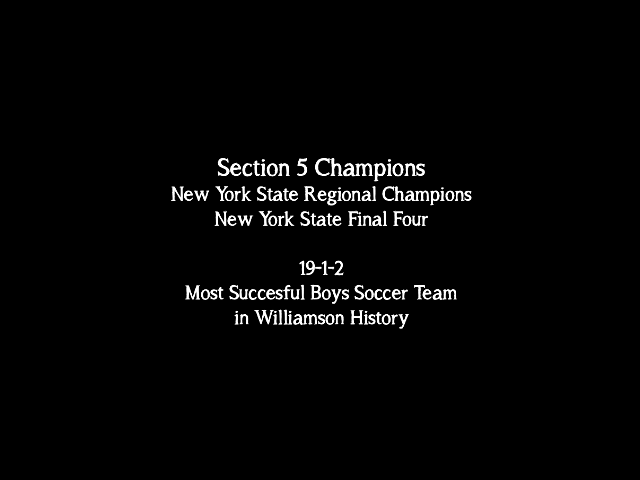 Section 5 Champions
New York State Regional Champions
New York State Final Four
19-1-2
Most Succesful Boys Soccer Team
in Williamson History